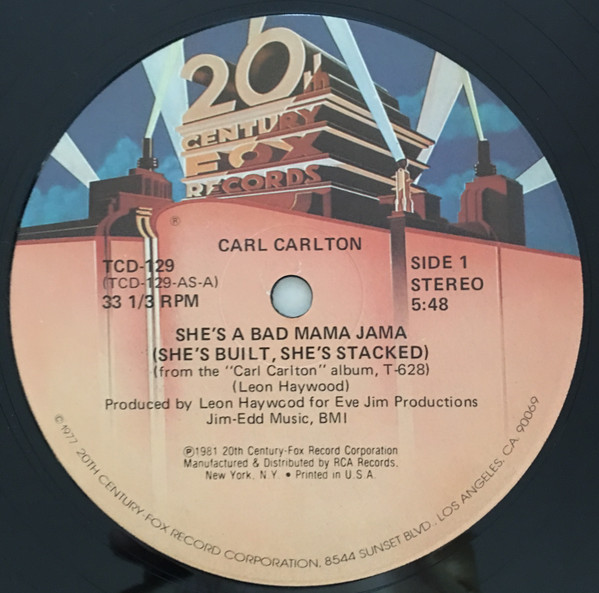 20th
CENTURY
FOX
RECORDS
®
CARL CARLTON
TCD-129
(TCD-129-AS-A)
33 1/3 RPM
SIDE 1
STEREO
5:48
SHE'S A BAD MAMA JAMA
(SHE'S BUILT, SHE'S STACKED)
(from the "Carl Carlton" album, T-628)
(Leon Haywood)
Produced by Leon Haywood for Eve Jim Productions
Jim-Edd Music, BMI
℗1981 20th Century-Fox Record Corporation
Manufactured & Distributed by RCA Records,
New York, N.Y. • Printed in U.S.A.
©1977 20TH CENTURY-FOX RECORD CORPORATION, 8544 SUNSET BLVD., LOS ANGELES, CA 90069